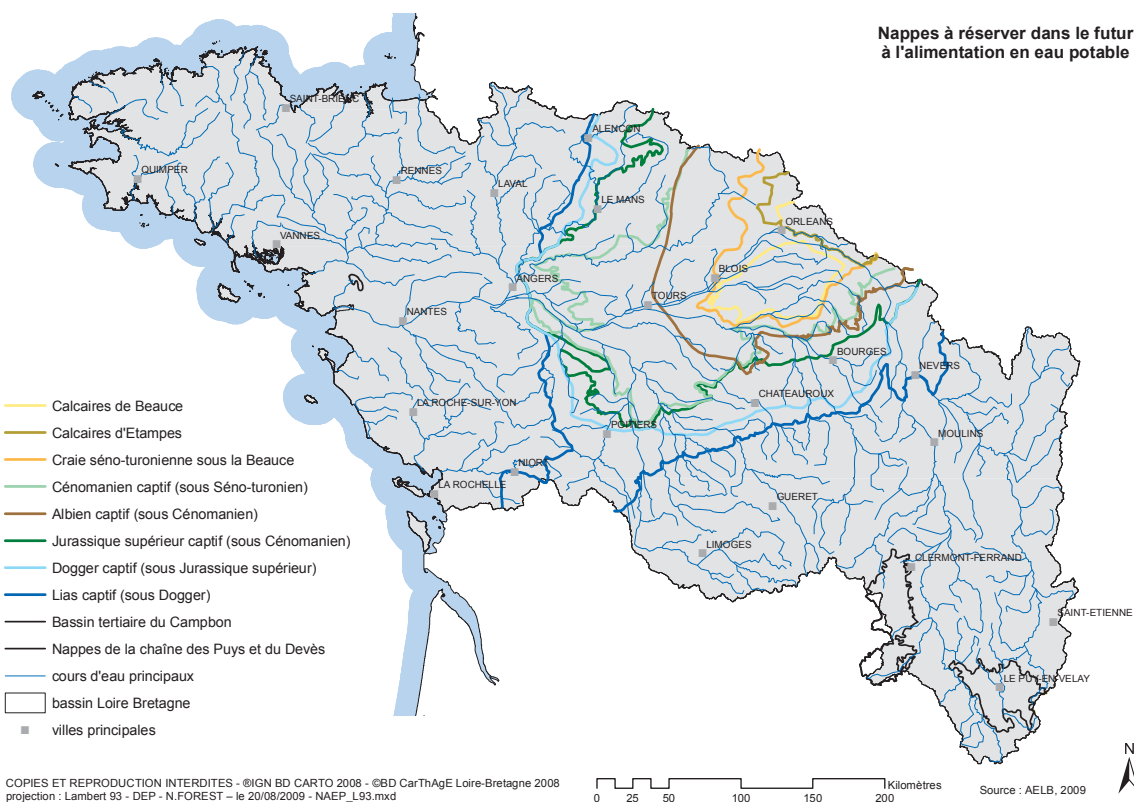 Nappes à réserver dans le futur
à l'alimentation en eau potable
SAINT-BRIEUC
ALENÇON
QUIMPER
RENNES
LAVAL
LE MANS
ORLEANS
VANNES
ANGERS
BLOIS
TOURS
NANTES
BOURGES
NEVERS
CHATEAUROUX
LA ROCHE-SUR-YON
POITIERS
MOULINS
NIORT
LA ROCHELLE
GUERET
LIMOGES
CLERMONT-FERRAND
SAINT-ETIENNE
LE PUY-EN-VELAY
Calcaires de Beauce
Calcaires d'Etampes
Craie séno-turonienne sous la Beauce
Cénomanien captif (sous Séno-turonien)
Albien captif (sous Cénomanien)
Jurassique supérieur captif (sous Cénomanien)
Dogger captif (sous Jurassique supérieur)
Lias captif (sous Dogger)
Bassin tertiaire du Campbon
Nappes de la chaîne des Puys et du Devès
cours d'eau principaux
bassin Loire Bretagne
villes principales
COPIES ET REPRODUCTION INTERDITES - ®IGN BD CARTO 2008 - ©BD CarThAgE Loire-Bretagne 2008
projection : Lambert 93 - DEP - N.FOREST – le 20/08/2009 - NAEP_L93.mxd
Kilomètres
0 25 50 100 150 200
Source : AELB, 2009
N